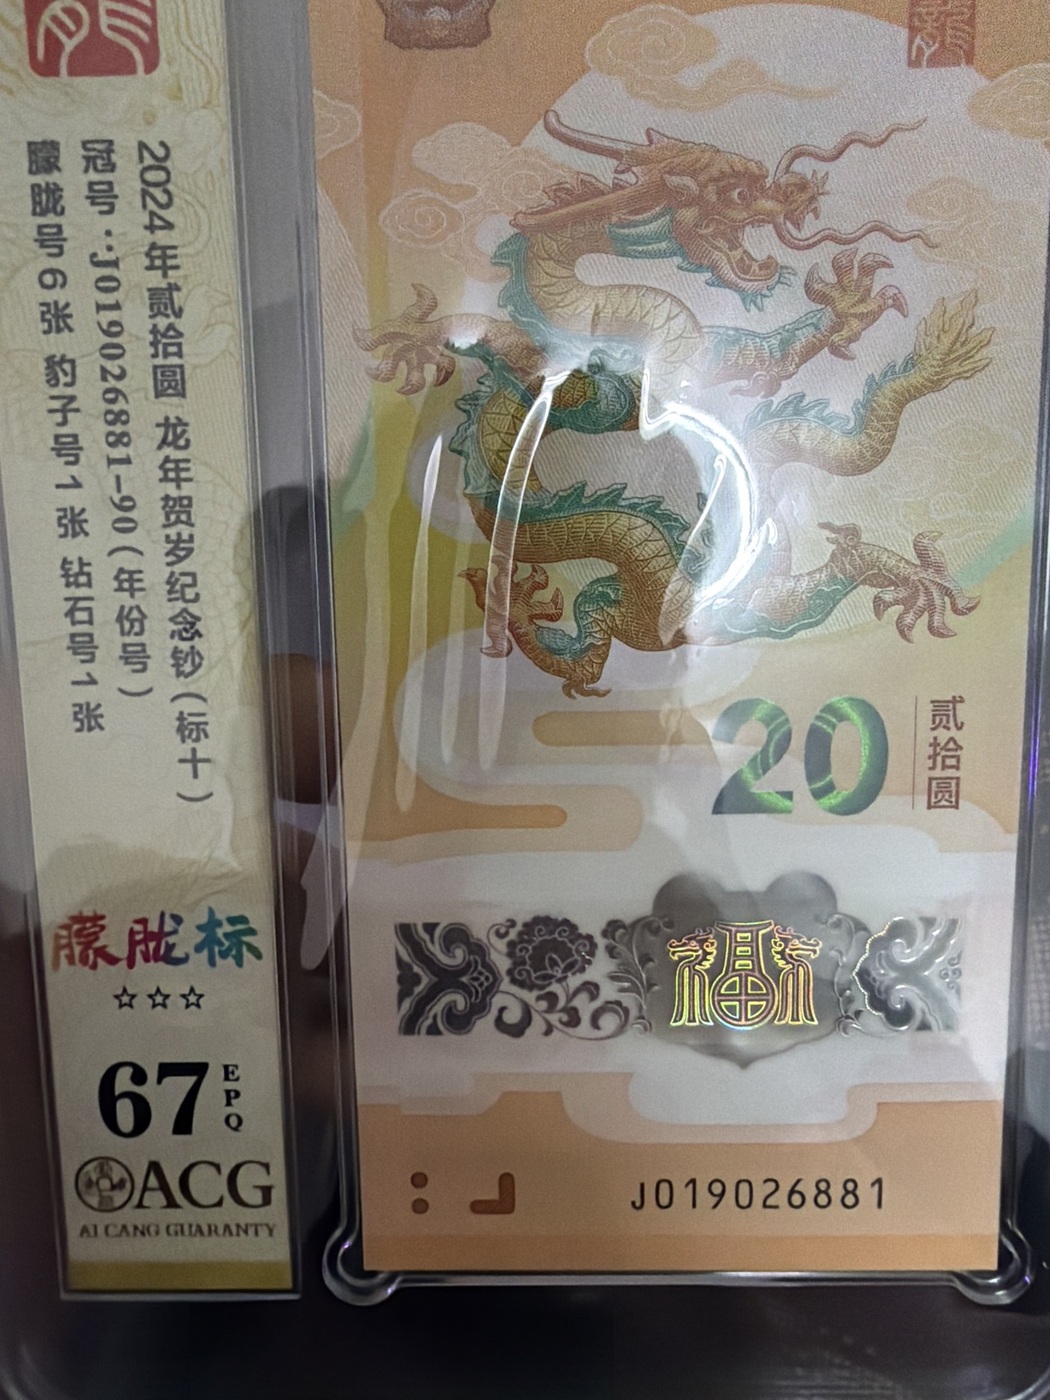 2024年贰拾圆 龙年贺岁纪念钞(标十)
冠号:J019026881-90(年份号)
朦胧号6张 豹子号1张 钻石号1张
朦胧标
☆☆☆
67
EPQ
ACG
AI CANG GUARANTY
20
贰拾圆
福
J019026881